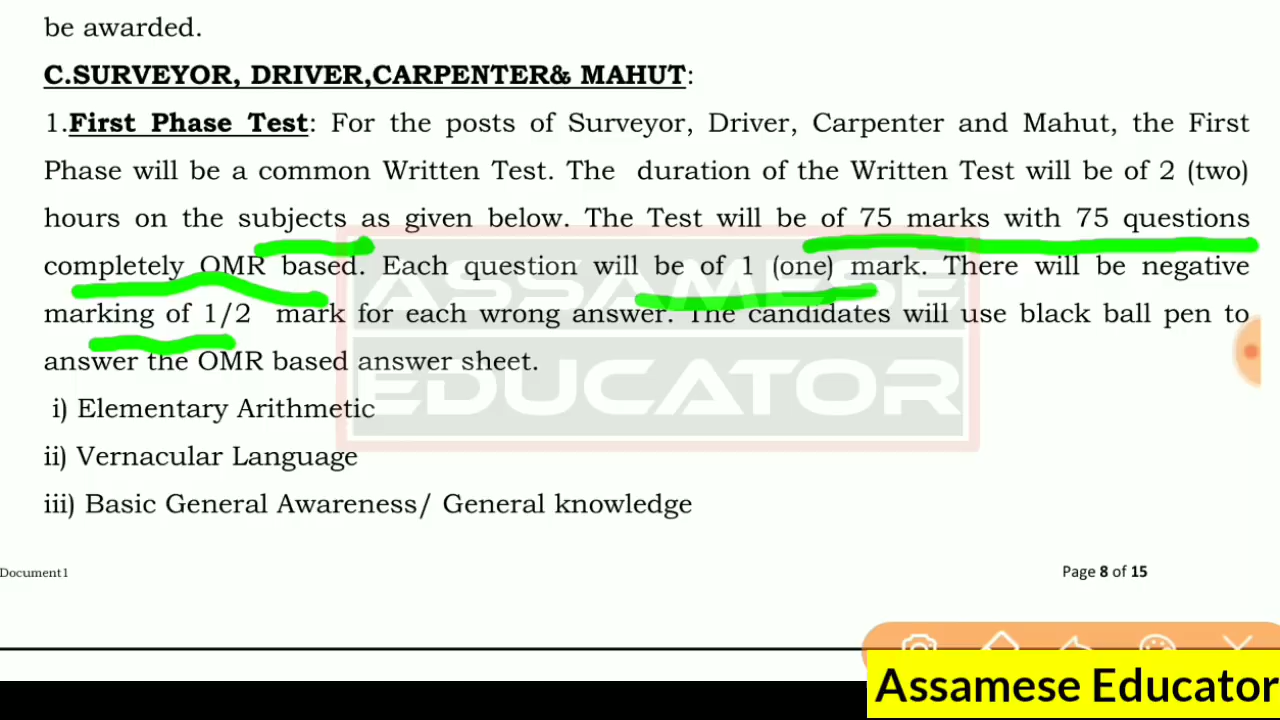 be awarded.
C.SURVEYOR, DRIVER,CARPENTER& MAHUT:
1.First Phase Test: For the posts of Surveyor, Driver, Carpenter and Mahut, the First
Phase will be a common Written Test. The duration of the Written Test will be of 2 (two)
hours on the subjects as given below. The Test will be of 75 marks with 75 questions
completely OMR based. Each question will be of 1 (one) mark. There will be negative
marking of 1/2 mark for each wrong answer. The candidates will use black ball pen to
answer the OMR based answer sheet.
i) Elementary Arithmetic
ii) Vernacular Language
iii) Basic General Awareness/ General knowledge
ASSAMESE
EDUCATOR
Document1
Page 8 of 15
Assamese Educator